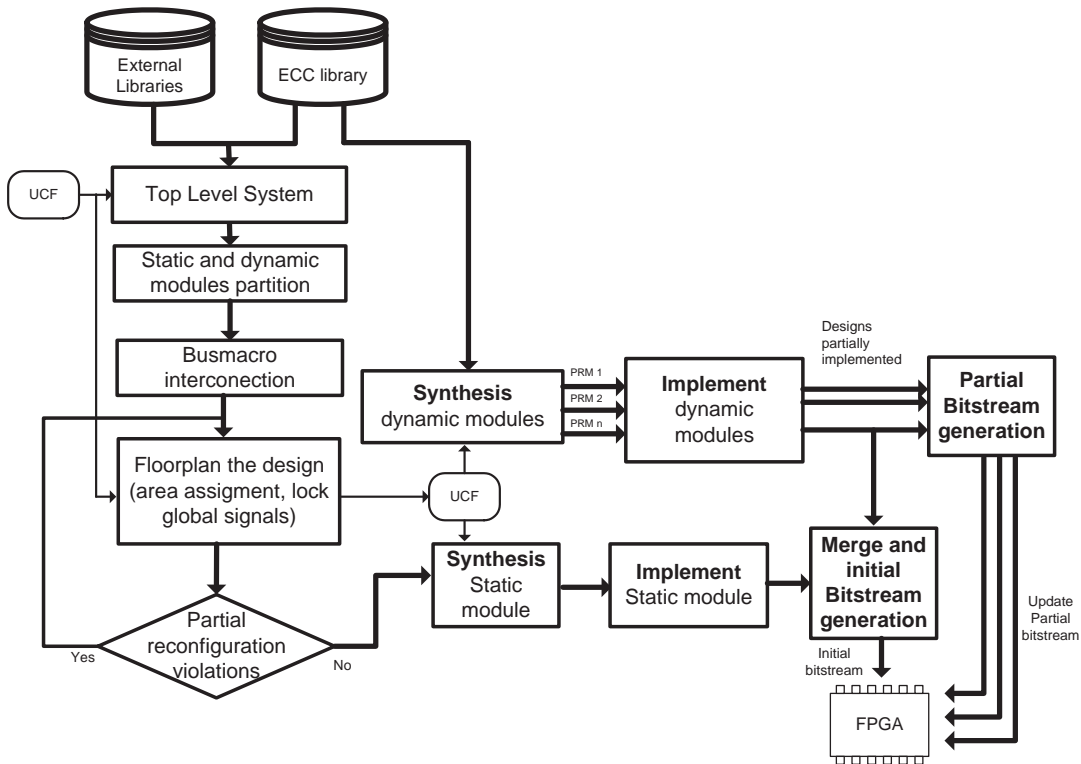 External
Libraries
ECC library
UCF
Top Level System
Static and dynamic
modules partition
Busmacro
interconection
Floorplan the design
(area assigment, lock
global signals)
Partial
reconfiguration
violations
Yes
No
Synthesis
dynamic modules
PRM 1
PRM 2
PRM n
Implement
dynamic
modules
Designs
partially
implemented
Partial
Bitstream
generation
UCF
Synthesis
Static
module
Implement
Static module
Merge and
initial
Bitstream
generation
Initial
bitstream
Update
Partial
bitstream
FPGA